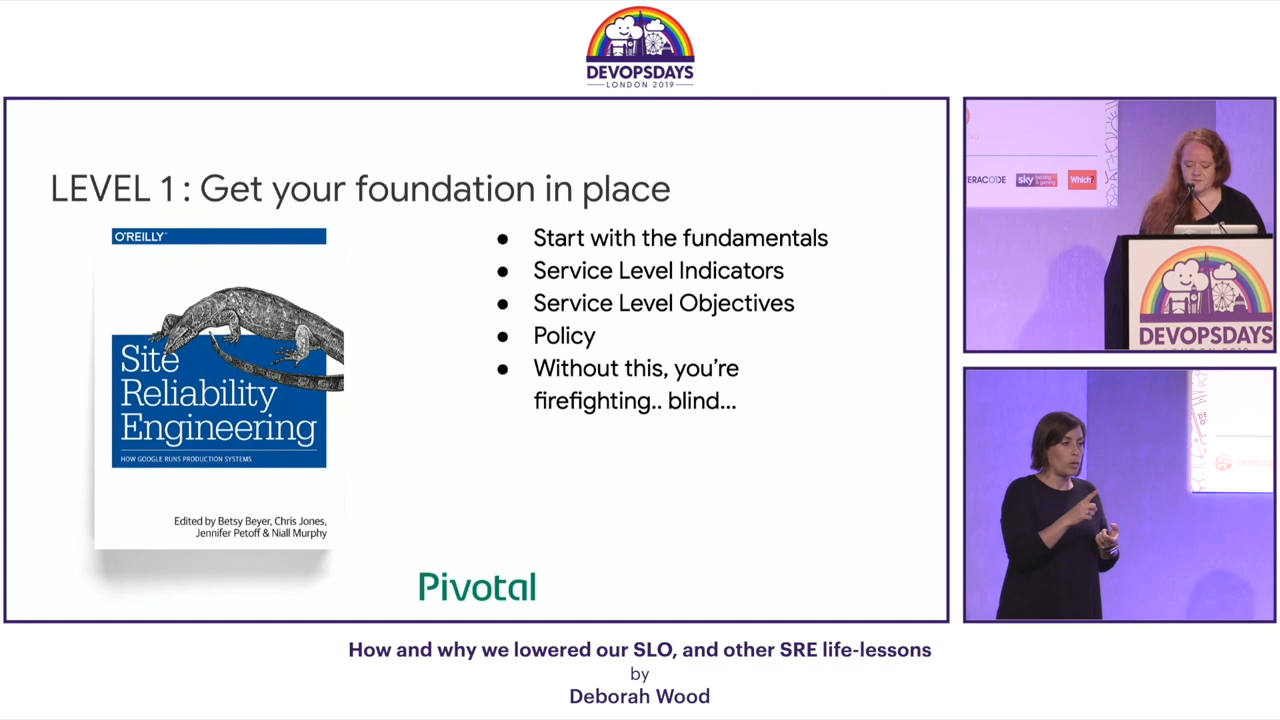 DEVOPSDAYS
LONDON 2019
LEVEL 1: Get your foundation in place
O'REILLY
Site
Reliability
Engineering
HOW GOOGLE RUNS PRODUCTION SYSTEMS
Edited by Betsy Beyer, Chris Jones,
Jennifer Petoff & Niall Murphy
● Start with the fundamentals
● Service Level Indicators
● Service Level Objectives
● Policy
● Without this, you're
firefighting.. blind...
Pivotal
sky
Which?
DEVOPSDAYS
How and why we lowered our SLO, and other SRE life-lessons
by
Deborah Wood